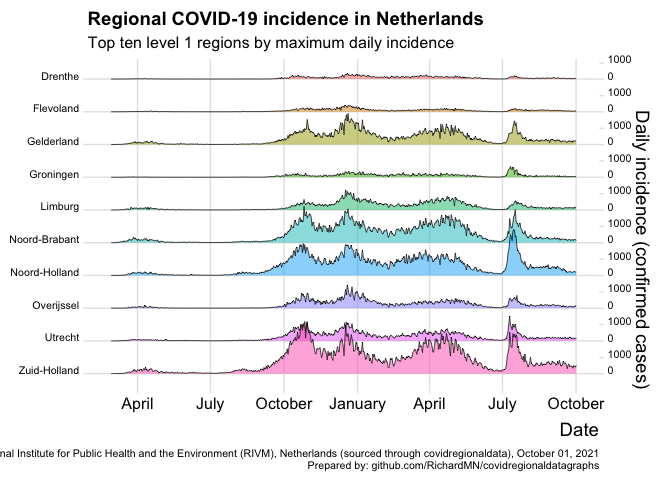 Regional COVID-19 incidence in Netherlands
Top ten level 1 regions by maximum daily incidence
Drenthe
Flevoland
Gelderland
Groningen
Limburg
Noord-Brabant
Noord-Holland
Overijssel
Utrecht
Zuid-Holland
1000
0
1000
0
1000
0
1000
0
1000
0
1000
0
1000
0
1000
0
1000
0
1000
0
Daily incidence (confirmed cases)
April July October January April July October
Date
nal Institute for Public Health and the Environment (RIVM), Netherlands (sourced through covidregionaldata), October 01, 2021
Prepared by: github.com/RichardMN/covidregionaldatagraphs